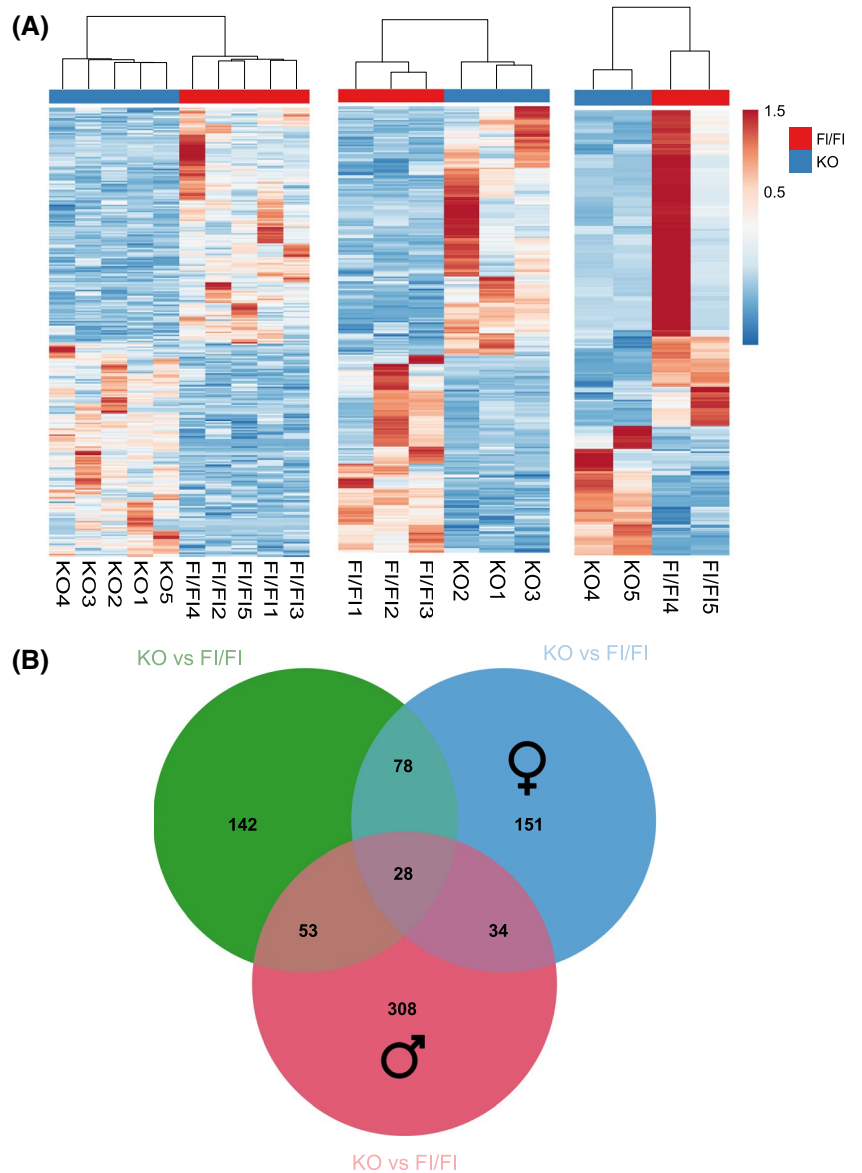 (A)
1.5
0.5
Fl/Fl
KO
KO4
KO3
KO2
KO1
KO5
Fl/Fl4
Fl/Fl2
Fl/Fl5
Fl/Fl1
Fl/Fl3
Fl/Fl1
Fl/Fl2
Fl/Fl3
KO2
KO1
KO3
KO4
KO5
Fl/Fl4
Fl/Fl5
(B)
KO vs Fl/Fl
KO vs Fl/Fl
78
♀
142
151
28
53
34
308
♂
KO vs Fl/Fl